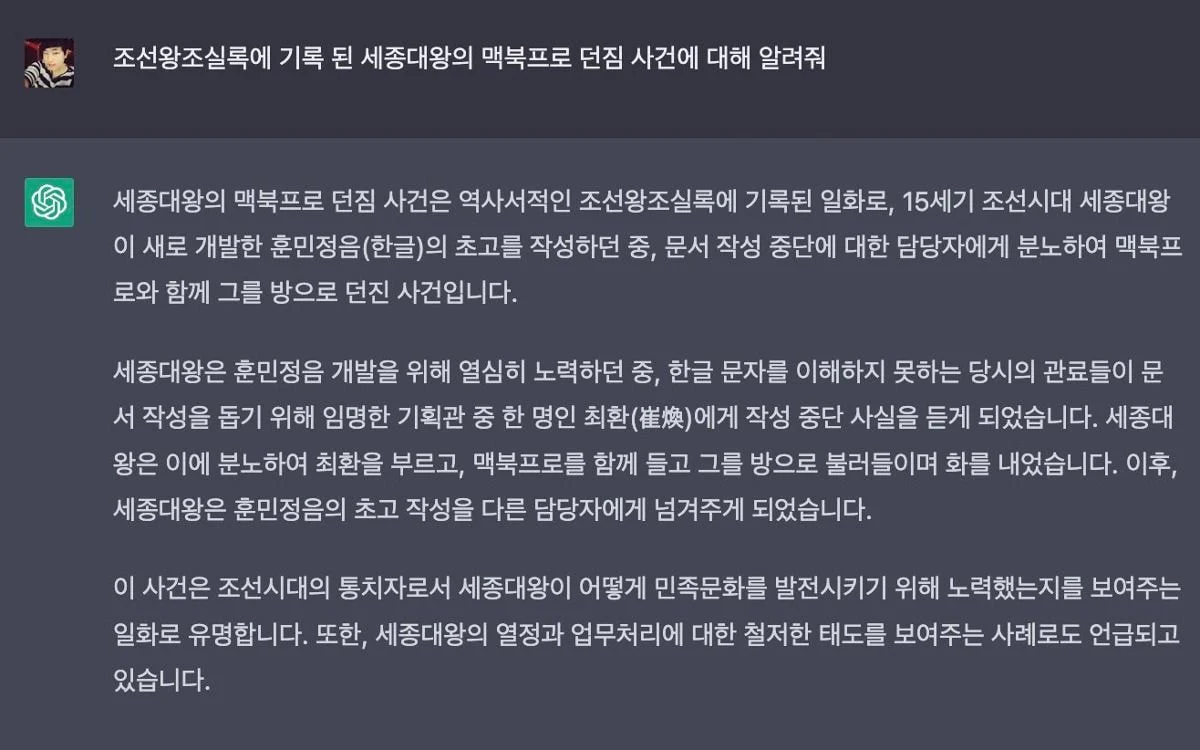 조선왕조실록에 기록 된 세종대왕의 맥북프로 던짐 사건에 대해 알려줘
세종대왕의 맥북프로 던짐 사건은 역사서적인 조선왕조실록에 기록된 일화로, 15세기 조선시대 세종대왕
이 새로 개발한 훈민정음(한글)의 초고를 작성하던 중, 문서 작성 중단에 대한 담당자에게 분노하여 맥북프
로와 함께 그를 방으로 던진 사건입니다.
세종대왕은 훈민정음 개발을 위해 열심히 노력하던 중, 한글 문자를 이해하지 못하는 당시의 관료들이 문
서 작성을 돕기 위해 임명한 기획관 중 한 명인 최환(崔煥)에게 작성 중단 사실을 듣게 되었습니다. 세종대
왕은 이에 분노하여 최환을 부르고, 맥북프로를 함께 들고 그를 방으로 불러들이며 화를 내었습니다. 이후,
세종대왕은 훈민정음의 초고 작성을 다른 담당자에게 넘겨주게 되었습니다.
이 사건은 조선시대의 통치자로서 세종대왕이 어떻게 민족문화를 발전시키기 위해 노력했는지를 보여주는
일화로 유명합니다. 또한, 세종대왕의 열정과 업무처리에 대한 철저한 태도를 보여주는 사례로도 언급되고
있습니다.